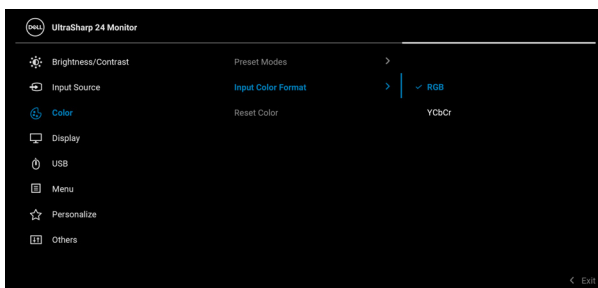 DELL UltraSharp 24 Monitor
Brightness/Contrast Preset Modes >
Input Source Input Color Format > ✓ RGB
Color Reset Color YCbCr
Display
USB
Menu
Personalize
Others
< Exit